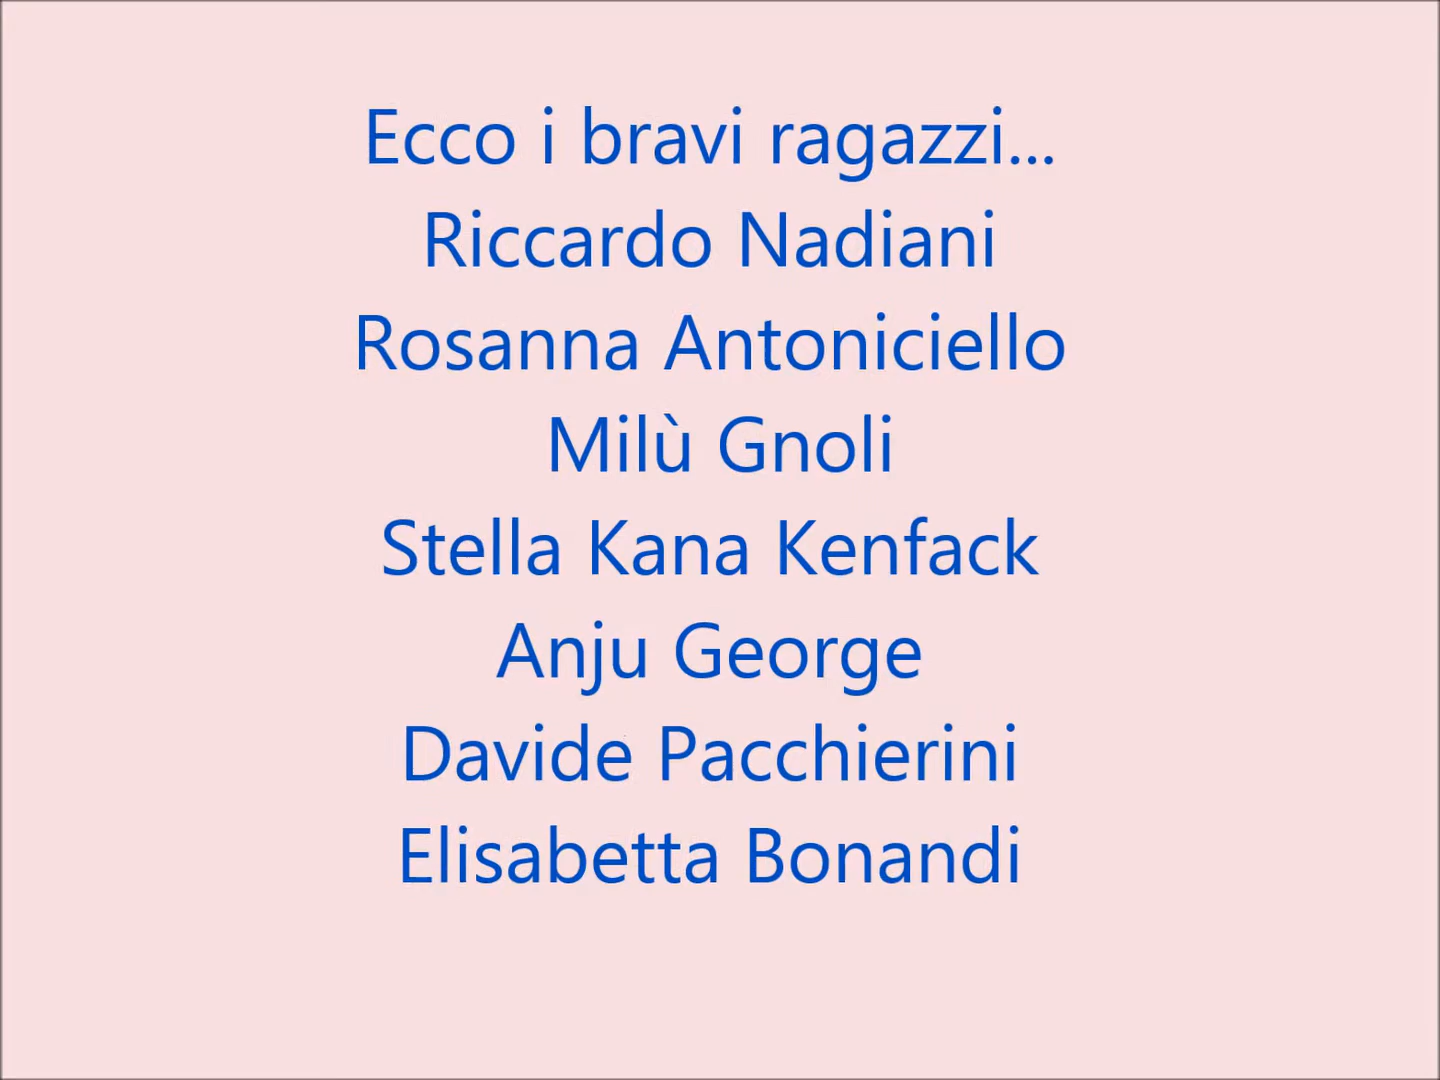 Ecco i bravi ragazzi...
Riccardo Nadiani
Rosanna Antoniciello
Milù Gnoli
Stella Kana Kenfack
Anju George
Davide Pacchierini
Elisabetta Bonandi